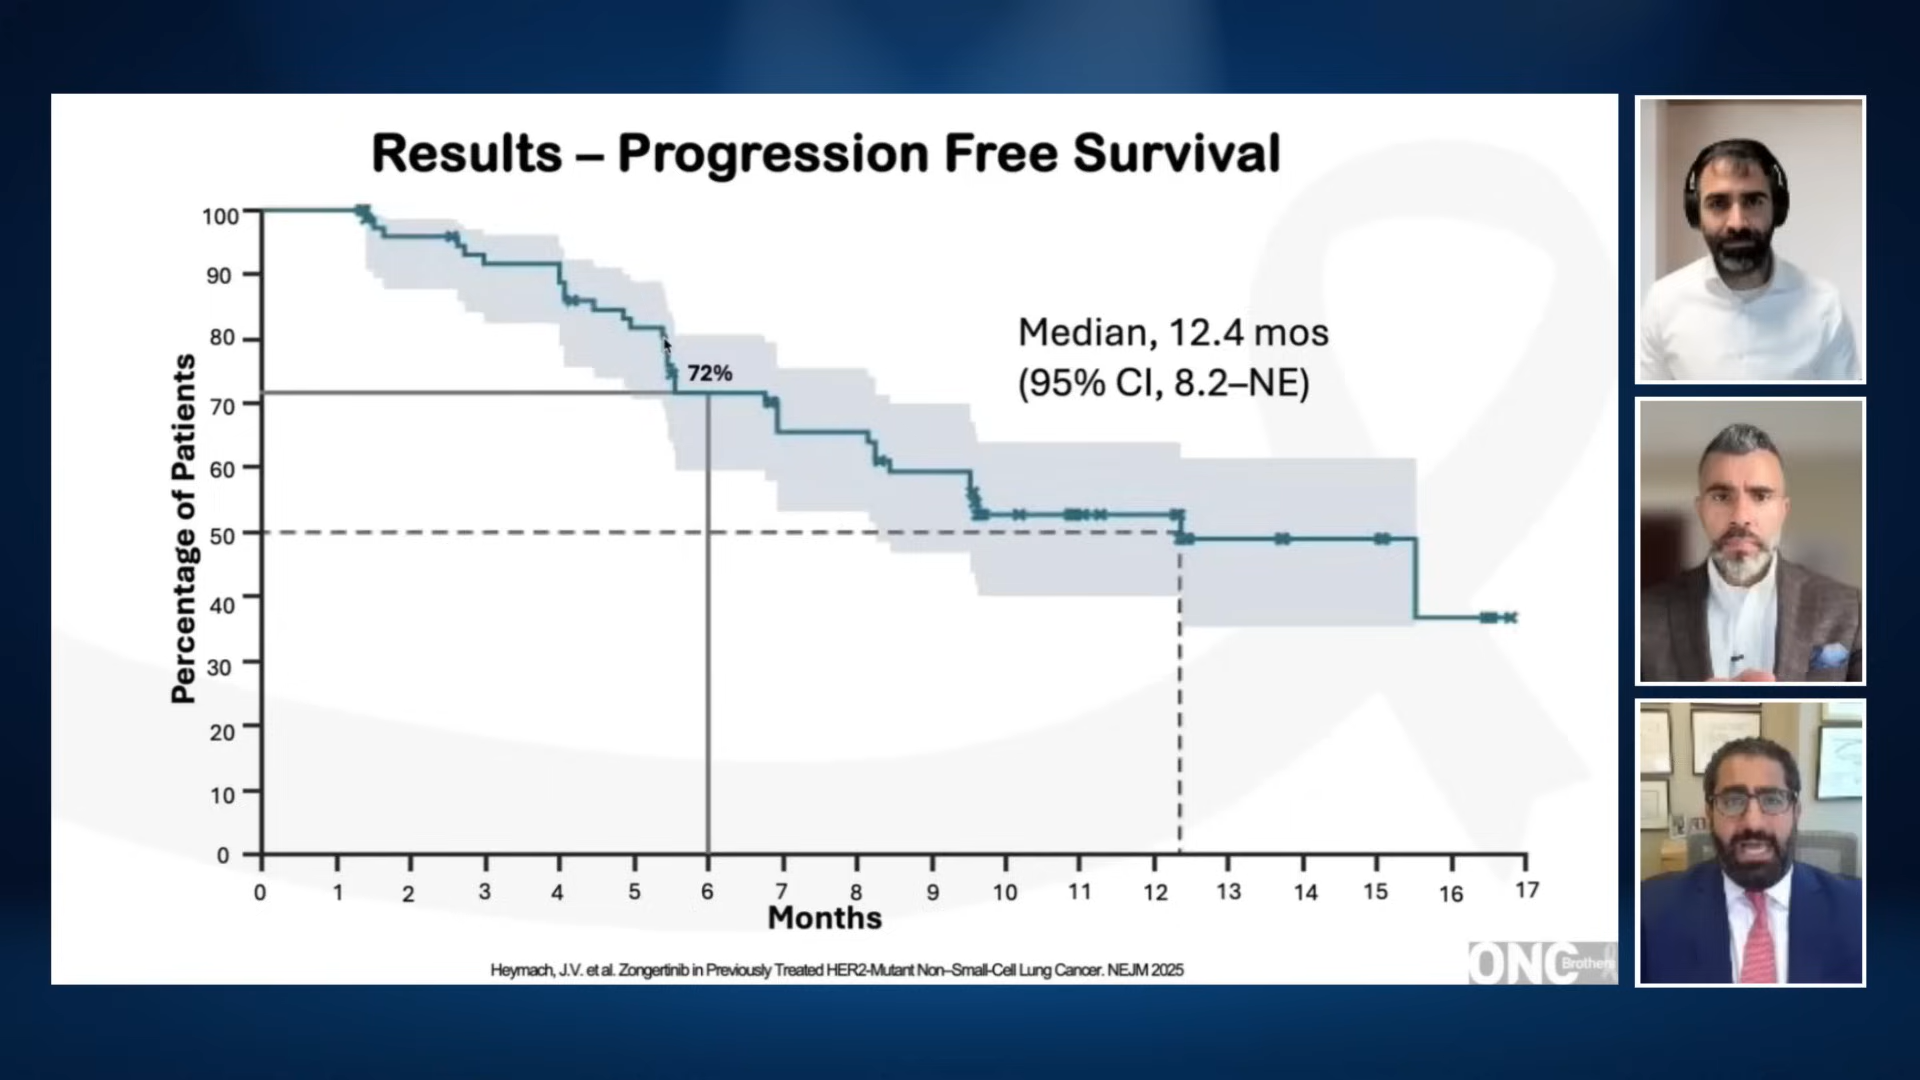 Results – Progression Free Survival
100
90
80
70
60
50
40
30
20
10
0
Percentage of Patients
72%
Median, 12.4 mos
(95% CI, 8.2–NE)
0 1 2 3 4 5 6 7 8 9 10 11 12 13 14 15 16 17
Months
Heymach, J.V. et al. Zongertinib in Previously Treated HER2-Mutant Non–Small-Cell Lung Cancer. NEJM 2025
ONC Brothers